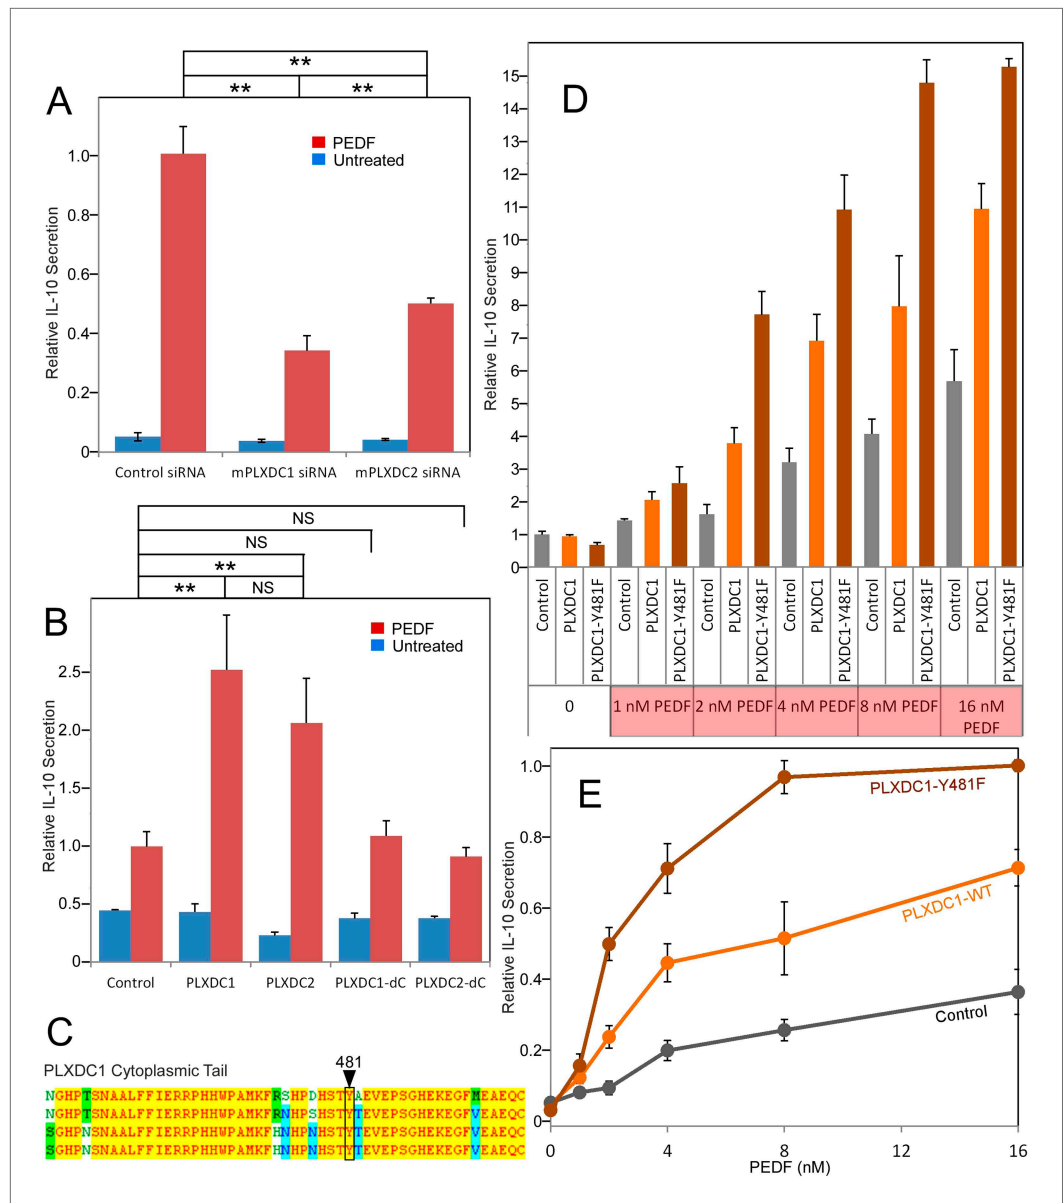 A
**
**
**
PEDF
Untreated
Relative IL-10 Secretion
1.0
0.8
0.6
0.4
0.2
0
Control siRNA
mPLXDC1 siRNA
mPLXDC2 siRNA
B
NS
NS
**
**
NS
PEDF
Untreated
Relative IL-10 Secretion
2.5
2.0
1.5
1.0
0.5
0
Control
PLXDC1
PLXDC2
PLXDC1-dC
PLXDC2-dC
C
PLXDC1 Cytoplasmic Tail
481
NGHPTSNAALFFIERRPHHWPAMKFRSHPDHSTYAEVEPSGHEKEGFMEAEQC
NGHPTSNAALFFIERRPHHWPAMKFRNHPSHSTYTEVEPSGHEKEGFVEAEQC
SGHPNSNAALFFIERRPHHWPAMKFHNHPNHSTYTEVEPSGHEKEGFVEAEQC
SGHPNSNAALFFIERRPHHWPAMKFHNHPNHSTYTEVEPSGHEKEGFVEAEQC
D
Relative IL-10 Secretion
15
14
13
12
11
10
9
8
7
6
5
4
3
2
1
0
Control
PLXDC1
PLXDC1-Y481F
Control
PLXDC1
PLXDC1-Y481F
Control
PLXDC1
PLXDC1-Y481F
Control
PLXDC1
PLXDC1-Y481F
Control
PLXDC1
PLXDC1-Y481F
Control
PLXDC1
PLXDC1-Y481F
0
1 nM PEDF
2 nM PEDF
4 nM PEDF
8 nM PEDF
16 nM
PEDF
E
Relative IL-10 Secretion
1.0
0.8
0.6
0.4
0.2
0
PLXDC1-Y481F
PLXDC1-WT
Control
0
4
8
12
16
PEDF (nM)